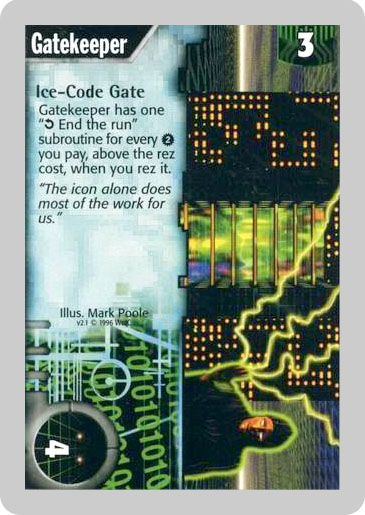 Gatekeeper
3
Ice-Code Gate
Gatekeeper has one
"⮌ End the run"
subroutine for every ❷
you pay, above the rez
cost, when you rez it.
"The icon alone does
most of the work for
us."
Illus. Mark Poole
v2.1 © 1996 WotC
4